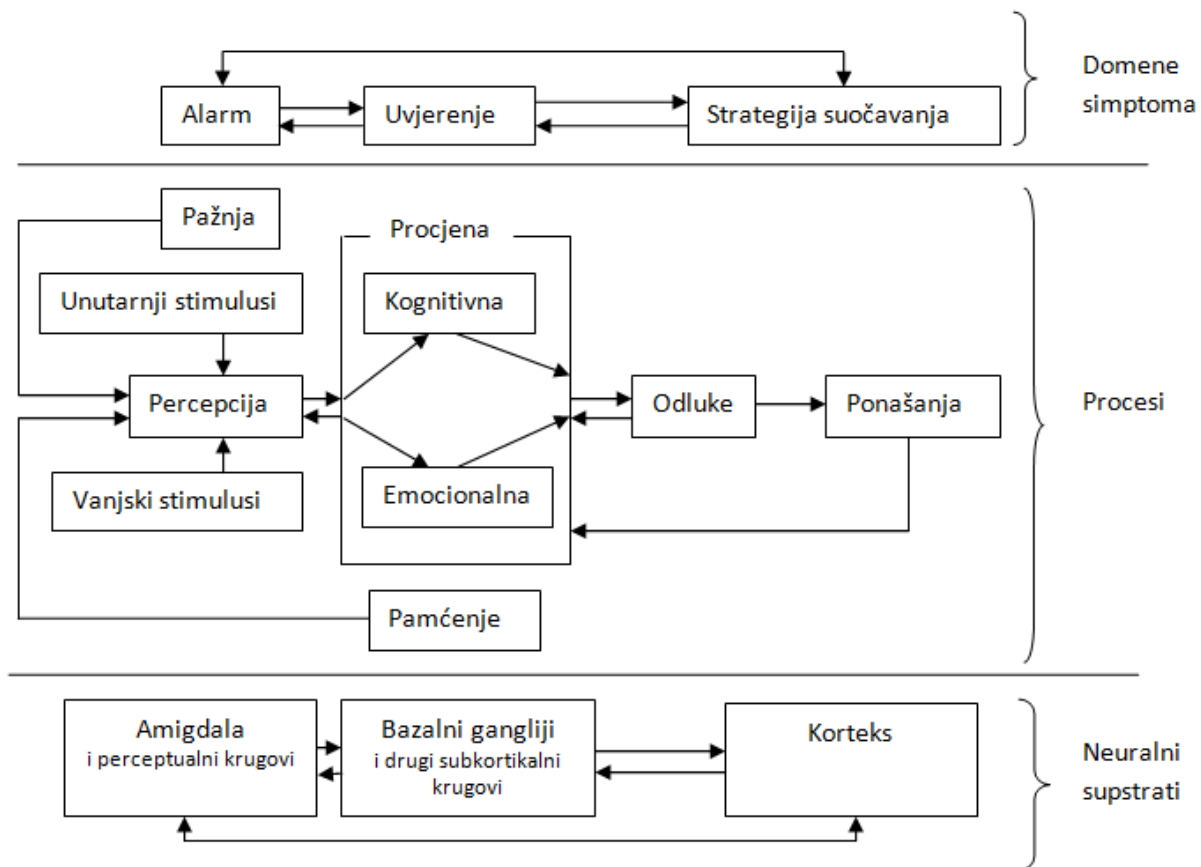 Alarm
Uvjerenje
Strategija suočavanja
Domene
simptoma
Pažnja
Procjena
Unutarnji stimulusi
Kognitivna
Percepcija
Odluke
Ponašanja
Procesi
Vanjski stimulusi
Emocionalna
Pamćenje
Amigdala
i perceptualni krugovi
Bazalni gangliji
i drugi subkortikalni
krugovi
Korteks
Neuralni
supstrati